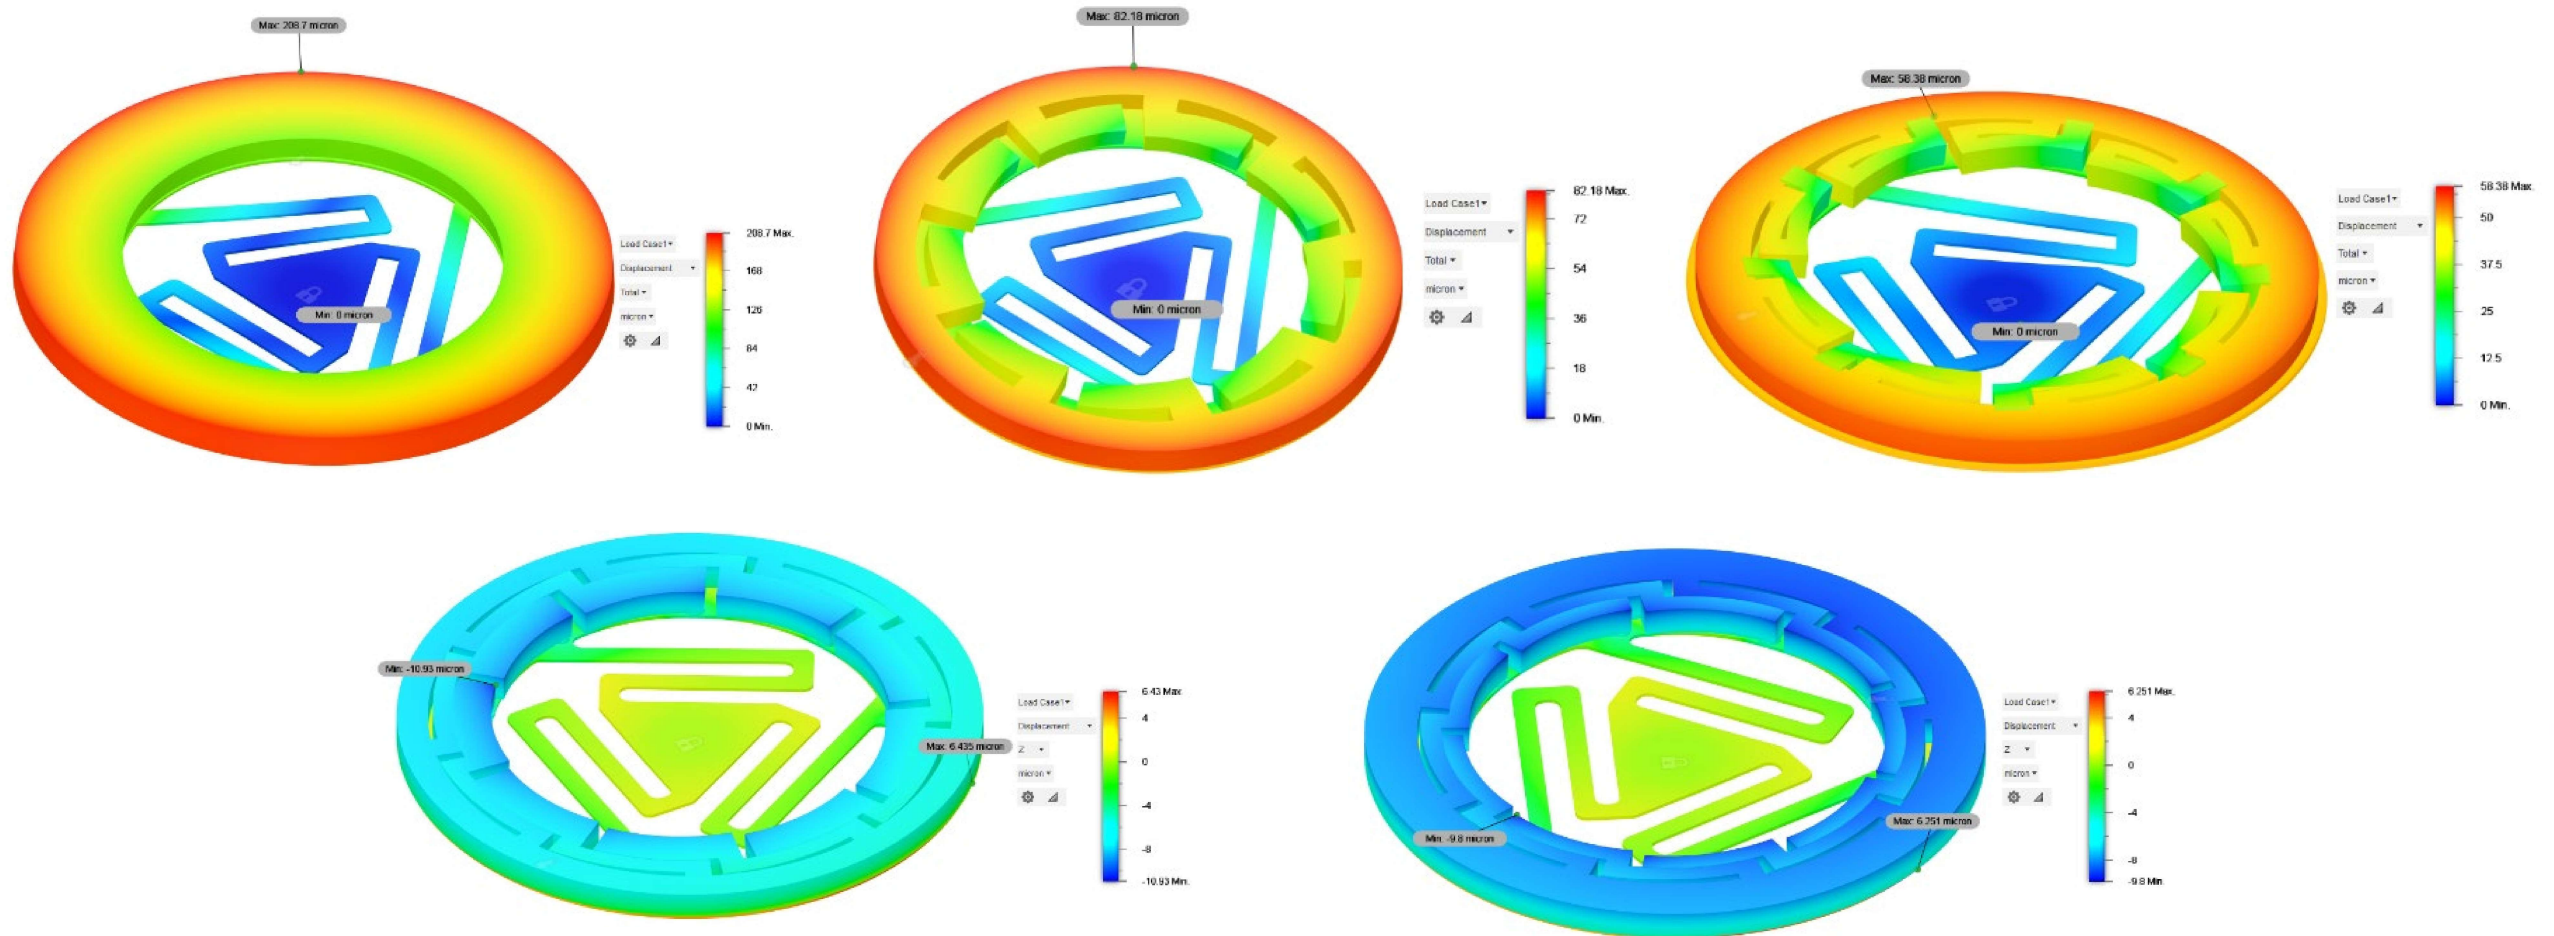 Max: 208.7 micron
Min: 0 micron
Load Case1
Displacement
Total
micron
208.7 Max.
168
126
84
42
0 Min.
Max: 82.18 micron
Min: 0 micron
Load Case1
Displacement
Total
micron
82.18 Max.
72
54
36
18
0 Min.
Max: 58.38 micron
Min: 0 micron
Load Case1
Displacement
Total
micron
58.38 Max.
50
37.5
25
12.5
0 Min.
Min: -10.93 micron
Max: 6.435 micron
Load Case1
Displacement
Z
micron
6.43 Max
4
0
-4
-8
-10.93 Min.
Min: -9.8 micron
Max: 6.251 micron
Load Case1
Displacement
Z
micron
6.251 Max.
4
0
-4
-8
-9.8 Min.